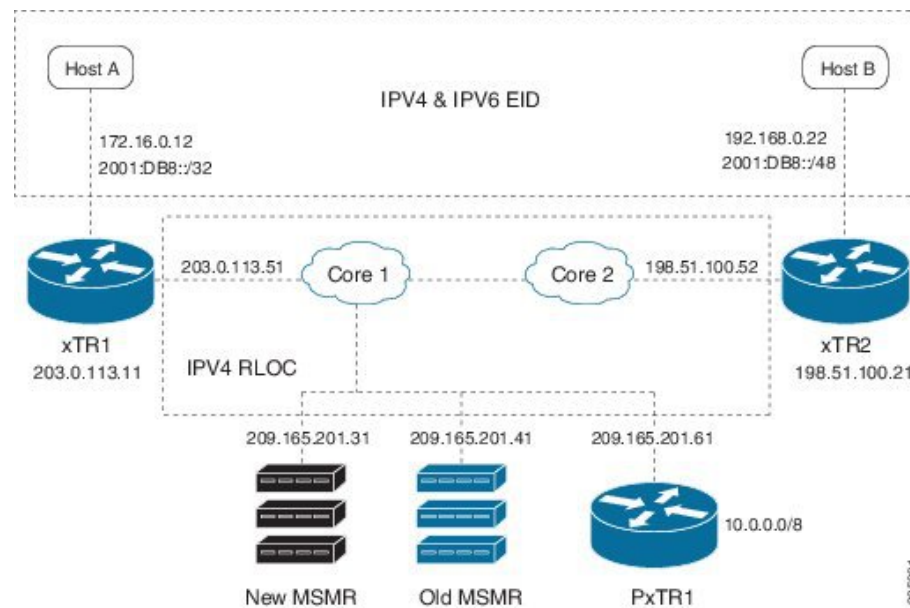 Host A
Host B
IPV4 & IPV6 EID
172.16.0.12
2001:DB8::/32
192.168.0.22
2001:DB8::/48
203.0.113.51
Core 1
Core 2
198.51.100.52
xTR1
203.0.113.11
IPV4 RLOC
xTR2
198.51.100.21
209.165.201.31
209.165.201.41
209.165.201.61
10.0.0.0/8
New MSMR
Old MSMR
PxTR1